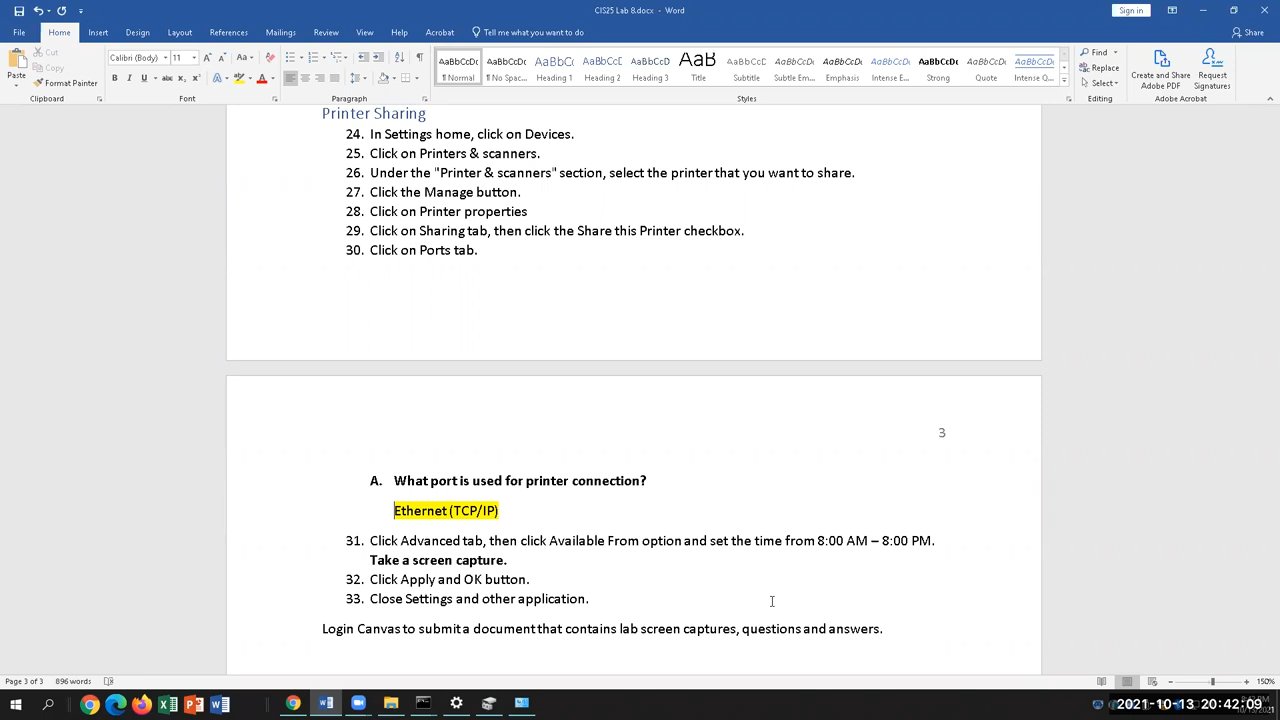 CIS25 Lab 8.docx - Word
Sign in
File Home Insert Design Layout References Mailings Review View Help Acrobat Tell me what you want to do Share
Paste
Cut
Copy
Format Painter
Clipboard
Calibri (Body) 11
Font
Paragraph
AaBbCcDc AaBbCcDc AaBbC( AaBbCcC AaBbCcD AaB AaBbCcD AaBbCcDc AaBbCcDc AaBbCcDc AaBbCcDc AaBbCcDc AaBbCcDc
¶ Normal ¶ No Spac... Heading 1 Heading 2 Heading 3 Title Subtitle Subtle Em... Emphasis Intense E... Strong Quote Intense Q...
Styles
Find
Replace
Select
Editing
Create and Share Adobe PDF
Request Signatures
Adobe Acrobat
Printer Sharing
24. In Settings home, click on Devices.
25. Click on Printers & scanners.
26. Under the "Printer & scanners" section, select the printer that you want to share.
27. Click the Manage button.
28. Click on Printer properties
29. Click on Sharing tab, then click the Share this Printer checkbox.
30. Click on Ports tab.
3
A. What port is used for printer connection?
Ethernet (TCP/IP)
31. Click Advanced tab, then click Available From option and set the time from 8:00 AM – 8:00 PM.
Take a screen capture.
32. Click Apply and OK button.
33. Close Settings and other application.
Login Canvas to submit a document that contains lab screen captures, questions and answers.
Page 3 of 3 896 words
150%
2021-10-13 20:42:09